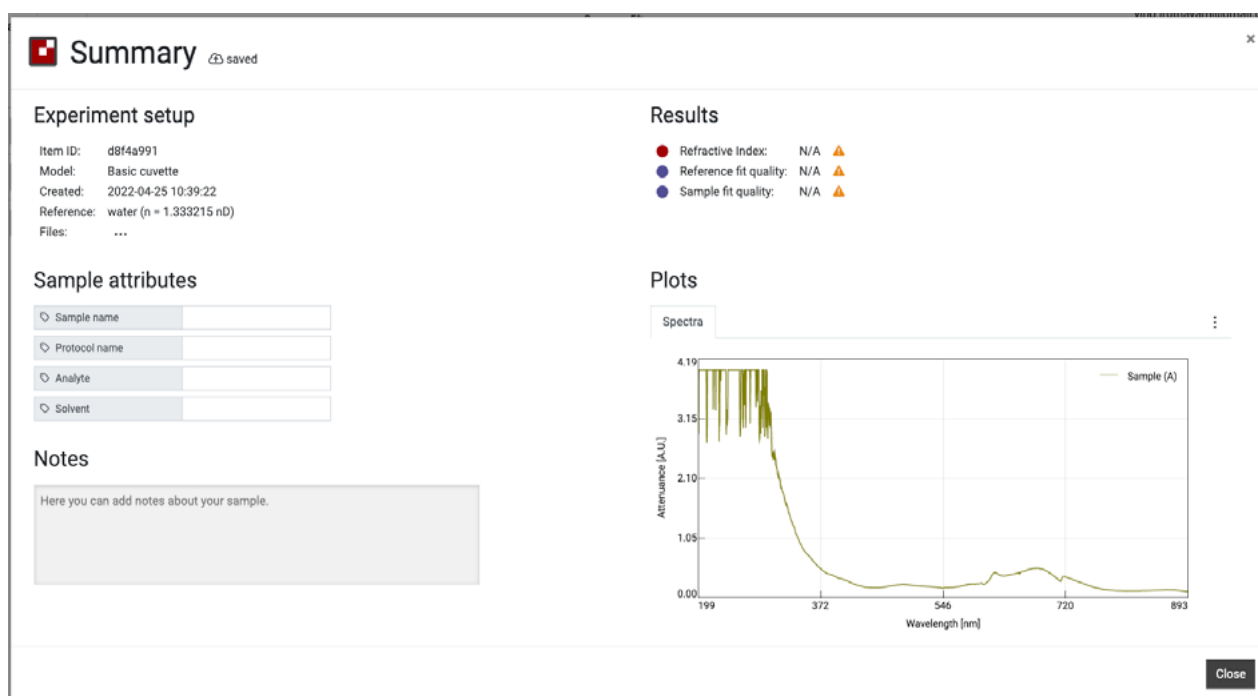 Summary saved
×
Experiment setup
Item ID: d8f4a991
Model: Basic cuvette
Created: 2022-04-25 10:39:22
Reference: water (n = 1.333215 nD)
Files: ...
Results
Refractive Index: N/A
Reference fit quality: N/A
Sample fit quality: N/A
Sample attributes
Sample name
Protocol name
Analyte
Solvent
Notes
Here you can add notes about your sample.
Plots
Spectra
4.19
3.15
2.10
1.05
0.00
Attenuance [A.U.]
Sample (A)
199 372 546 720 893
Wavelength [nm]
Close